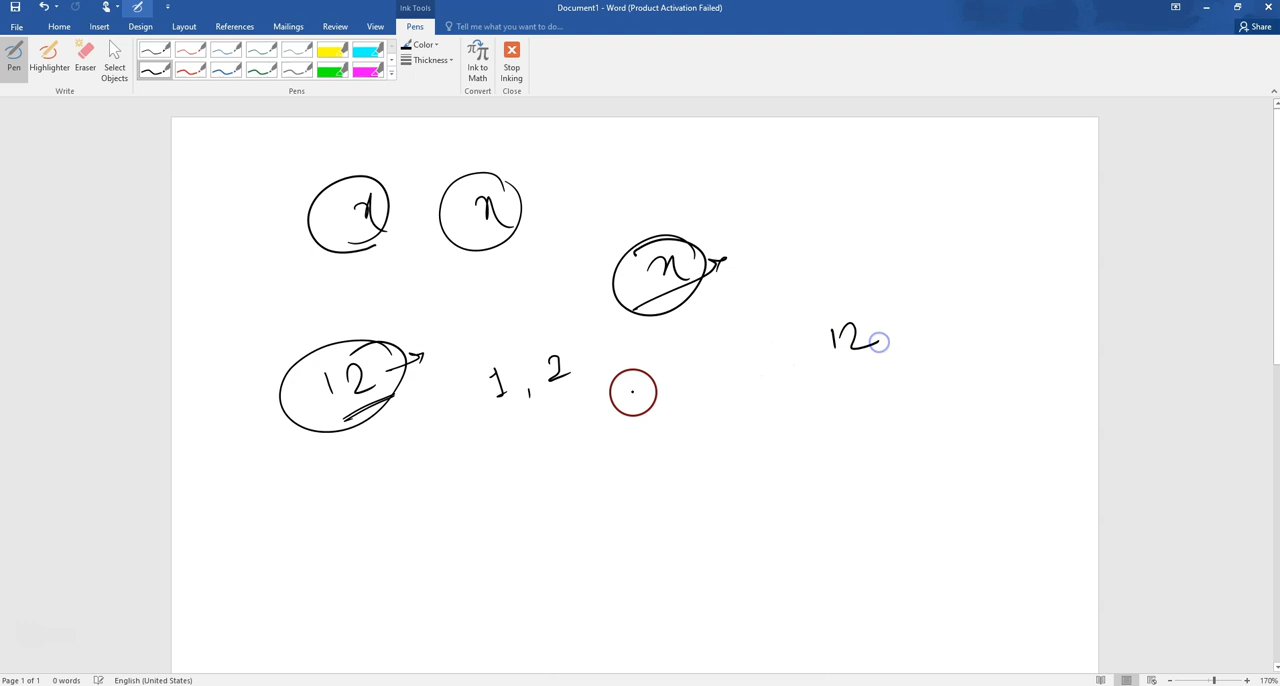 Ink Tools
Document1 - Word (Product Activation Failed)
File Home Insert Design Layout References Mailings Review View Pens Tell me what you want to do... Share
Pen Highlighter Eraser Select Objects
Color
Thickness
Ink to Math
Stop Inking
Write Pens Convert Close
x n
n
12 1, 2 12
Page 1 of 1 0 words English (United States) 170%